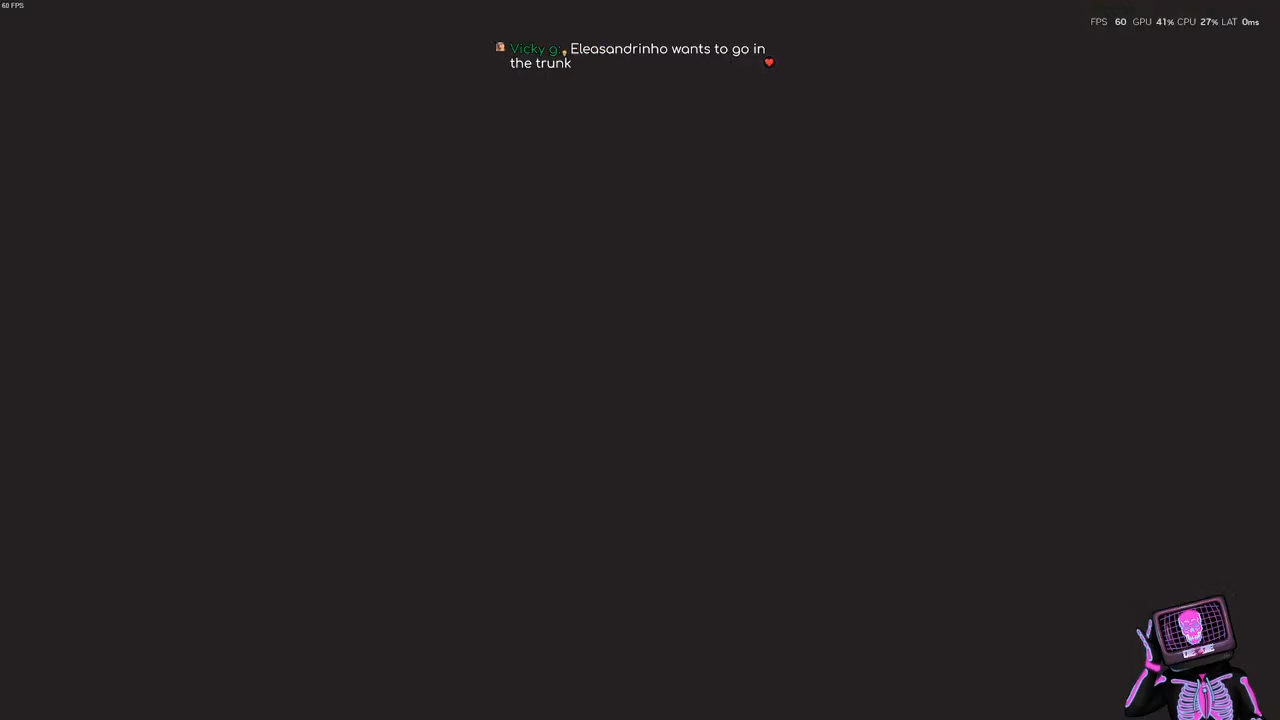 60 FPS
FPS 60 GPU 41% CPU 27% LAT 0ms
Vicky g: Eleasandrinho wants to go in
the trunk